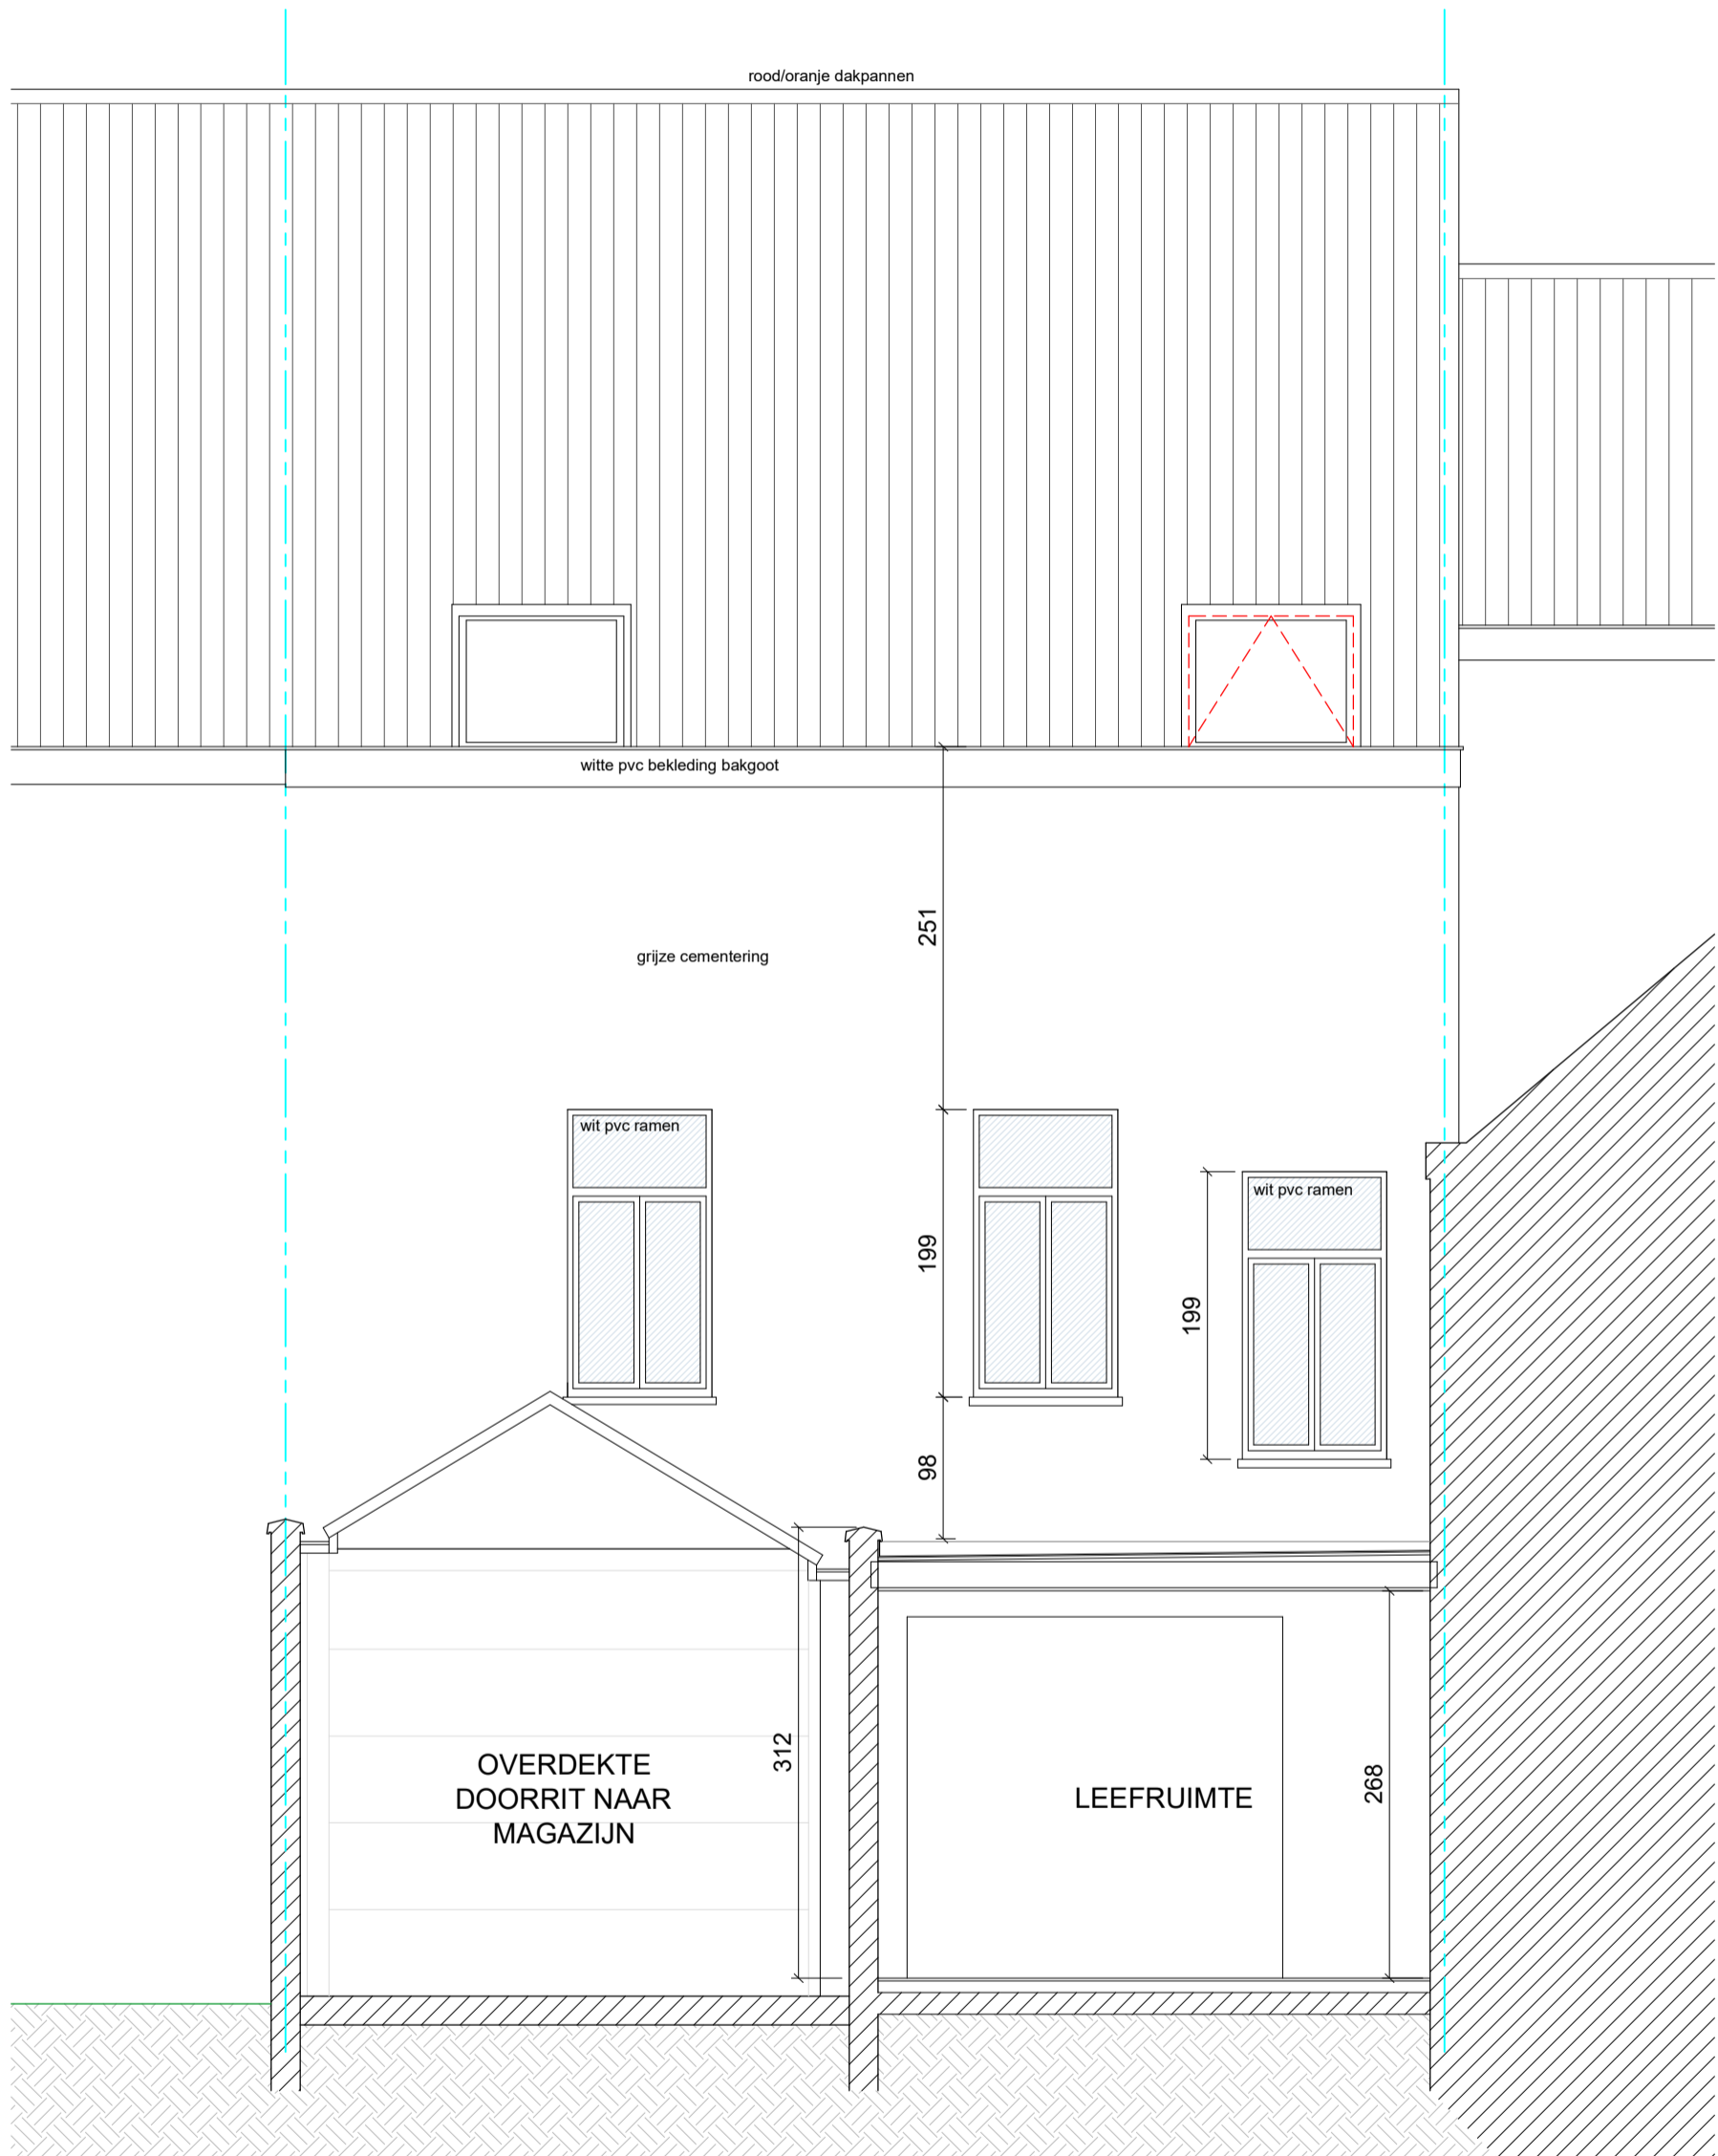 rood/oranje dakpannen
witte pvc bekleding bakgoot
251
grijze cementering
wit pvc ramen
wit pvc ramen
199
199
98
312
OVERDEKTE
DOORRIT NAAR
MAGAZIJN
LEEFRUIMTE
268